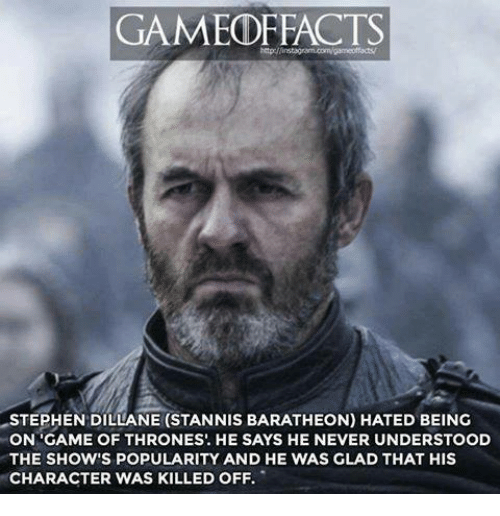 GAMEOFFACTS
http://instagram.com/gameoffacts/
STEPHEN DILLANE (STANNIS BARATHEON) HATED BEING
ON 'GAME OF THRONES'. HE SAYS HE NEVER UNDERSTOOD
THE SHOW'S POPULARITY AND HE WAS GLAD THAT HIS
CHARACTER WAS KILLED OFF.